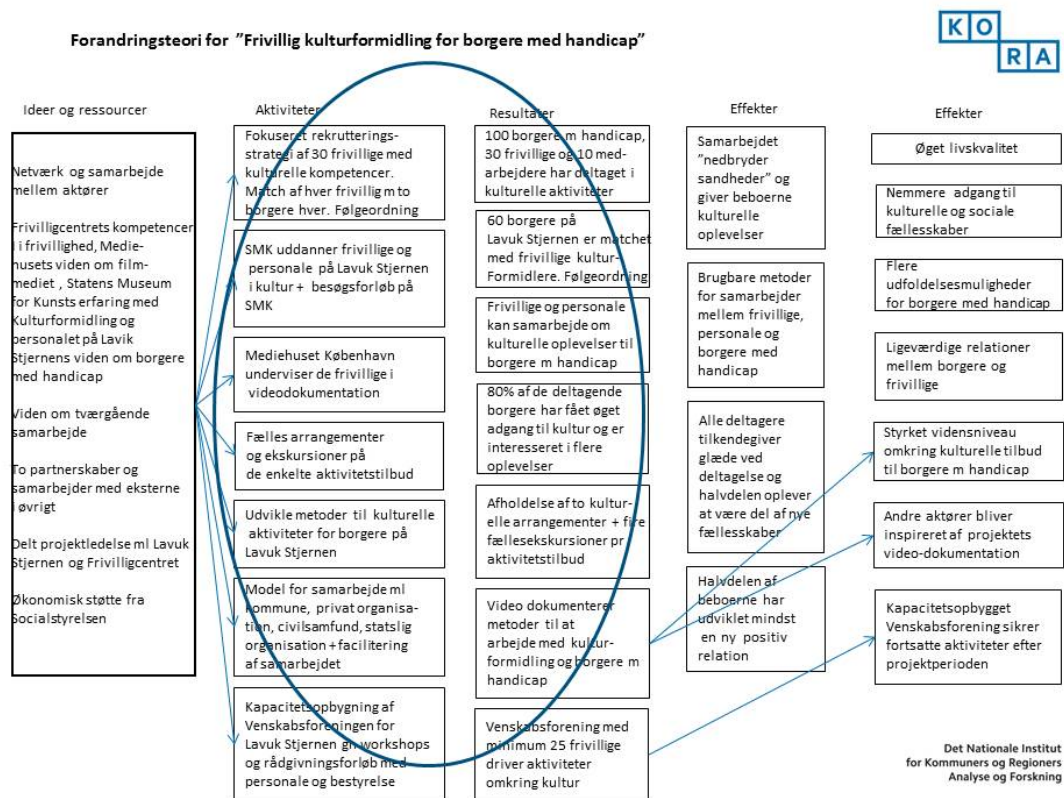 Forandringsteori for "Frivillig kulturformidling for borgere med handicap"
KO
RA
Ideer og ressourcer
Netværk og samarbejde
mellem aktører
Frivilligcentrets kompetencer
i i frivillighed, Medie-
husets viden om film-
mediet , Statens Museum
for Kunsts erfaring med
Kulturformidling og
personalet på Lavik
Stjernens viden om borgere
med handicap
Viden om tværgående
samarbejde
To partnerskaber og
samarbejder med eksterne
i øvrigt
Delt projektledelse ml Lavuk
Stjernen og Frivilligcentret
Økonomisk støtte fra
Socialstyrelsen
Aktiviteter
Fokuseret rekrutterings-
strategi af 30 frivillige med
kulturelle kompetencer.
Match af hver frivillig m to
borgere hver. Følgeordning
SMK uddanner frivillige og
personale på Lavuk Stjernen
i kultur + besøgsforløb på
SMK
Mediehuset København
underviser de frivillige i
videodokumentation
Fælles arrangementer
og ekskursioner på
de enkelte aktivitetstilbud
Udvikle metoder til kulturelle
aktiviteter for borgere på
Lavuk Stjernen
Model for samarbejde ml
kommune, privat organisa-
tion, civilsamfund, statslig
organisation + facilitering
af samarbejdet
Kapacitetsopbygning af
Venskabsforeningen for
Lavuk Stjernen gn workshops
og rådgivningsforløb med
personale og bestyrelse
Resultater
100 borgere m handicap,
30 frivillige og 10 med-
arbejdere har deltaget i
kulturelle aktiviteter
60 borgere på
Lavuk Stjernen er matchet
med frivillige kultur-
Formidlere. Følgeordning
Frivillige og personale
kan samarbejde om
kulturelle oplevelser til
borgere m handicap
80% af de deltagende
borgere har fået øget
adgang til kultur og er
interesseret i flere
oplevelser
Afholdelse af to kultur-
elle arrangementer + fire
fællesekskursioner pr
aktivitetstilbud
Video dokumenterer
metoder til at
arbejde med kultur-
formidling og borgere m
handicap
Venskabsforening med
minimum 25 frivillige
driver aktiviteter
omkring kultur
Effekter
Samarbejdet
"nedbryder
sandheder" og
giver beboerne
kulturelle
oplevelser
Brugbare metoder
for samarbejder
mellem frivillige,
personale og
borgere med
handicap
Alle deltagere
tilkendegiver
glæde ved
deltagelse og
halvdelen oplever
at være del af nye
fællesskaber
Halvdelen af
beboerne har
udviklet mindst
en ny positiv
relation
Effekter
Øget livskvalitet
Nemmere adgang til
kulturelle og sociale
fællesskaber
Flere
udfoldelsesmuligheder
for borgere med handicap
Ligeværdige relationer
mellem borgere og
frivillige
Styrket vidensniveau
omkring kulturelle tilbud
til borgere m handicap
Andre aktører bliver
inspireret af projektets
video-dokumentation
Kapacitetsopbygget
Venskabsforening sikrer
fortsatte aktiviteter efter
projektperioden
Det Nationale Institut
for Kommuners og Regioners
Analyse og Forskning